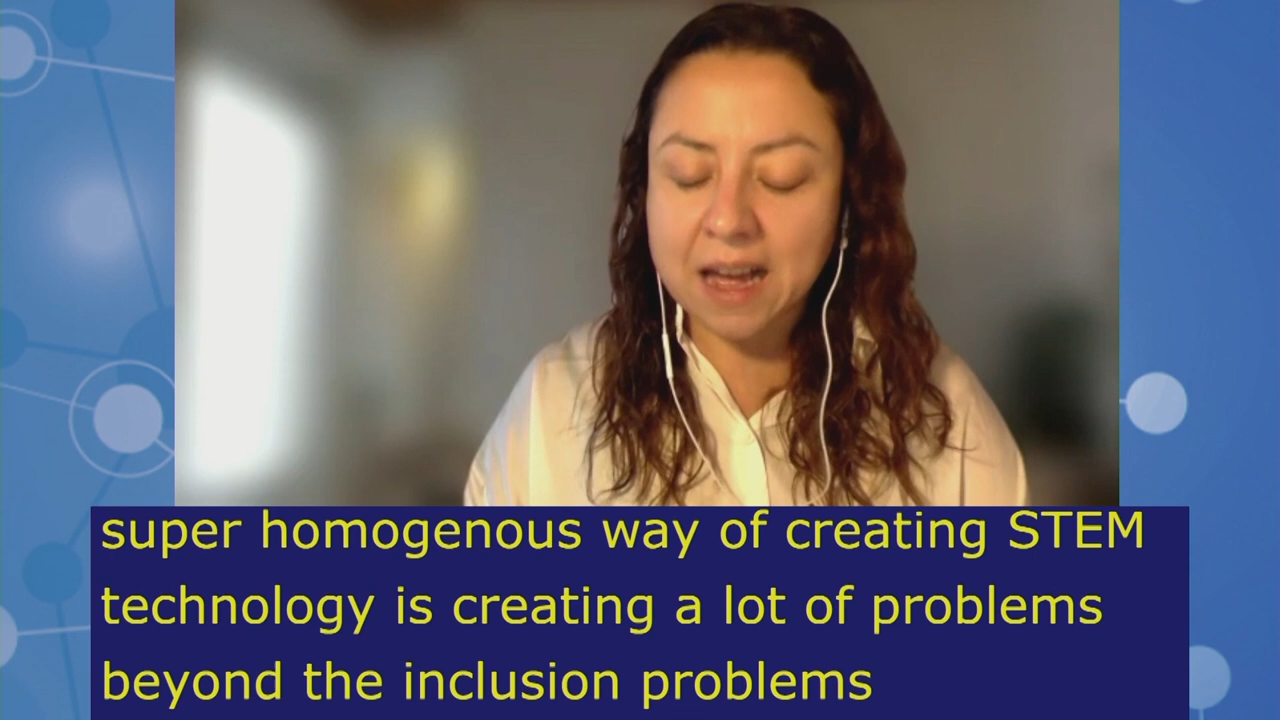 super homogenous way of creating STEM
technology is creating a lot of problems
beyond the inclusion problems